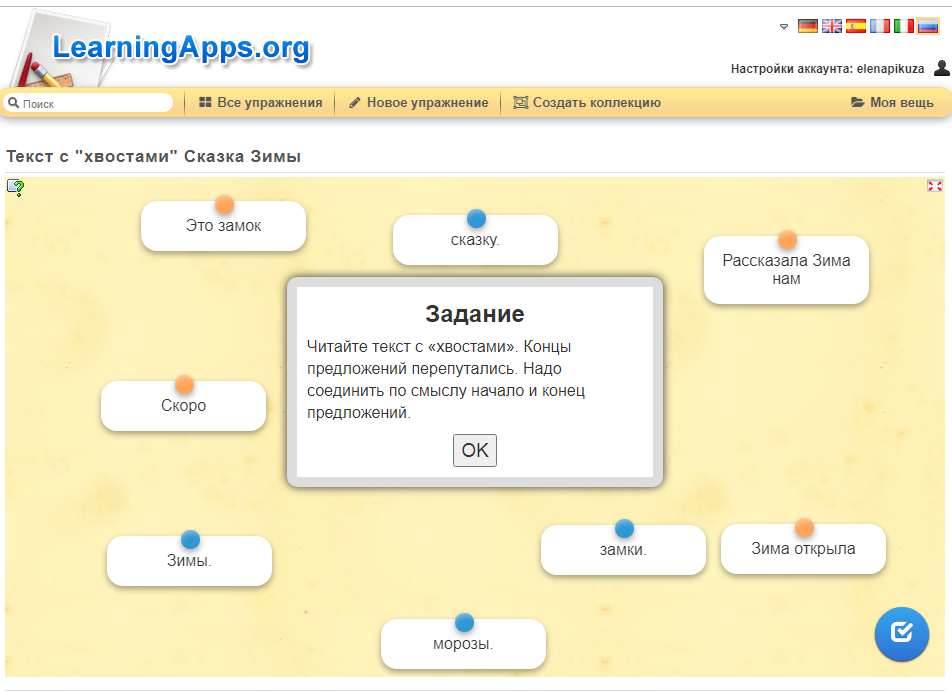 LearningApps.org
Настройки аккаунта: elenapikuza
Поиск
Все упражнения
Новое упражнение
Создать коллекцию
Моя вещь
Текст с "хвостами" Сказка Зимы
Это замок
сказку.
Рассказала Зима
нам
Задание
Читайте текст с «хвостами». Концы
предложений перепутались. Надо
соединить по смыслу начало и конец
предложений.
OK
Скоро
Зимы.
замки.
Зима открыла
морозы.